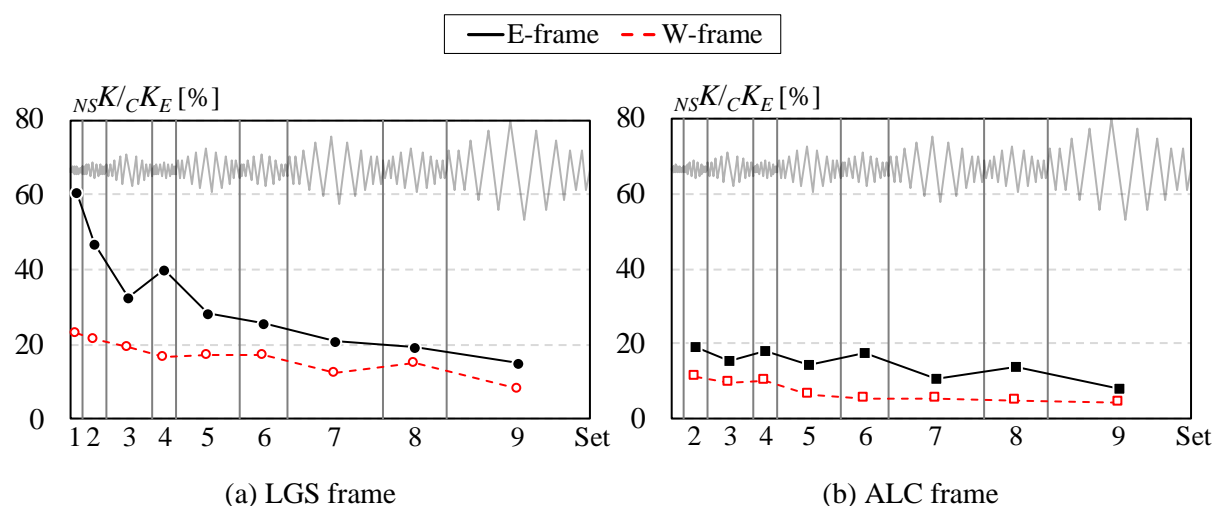 E-frame W-frame
NSK/CKE [%]
80
60
40
20
0
1 2 3 4 5 6 7 8 9 Set
(a) LGS frame
NSK/CKE [%]
80
60
40
20
0
2 3 4 5 6 7 8 9 Set
(b) ALC frame